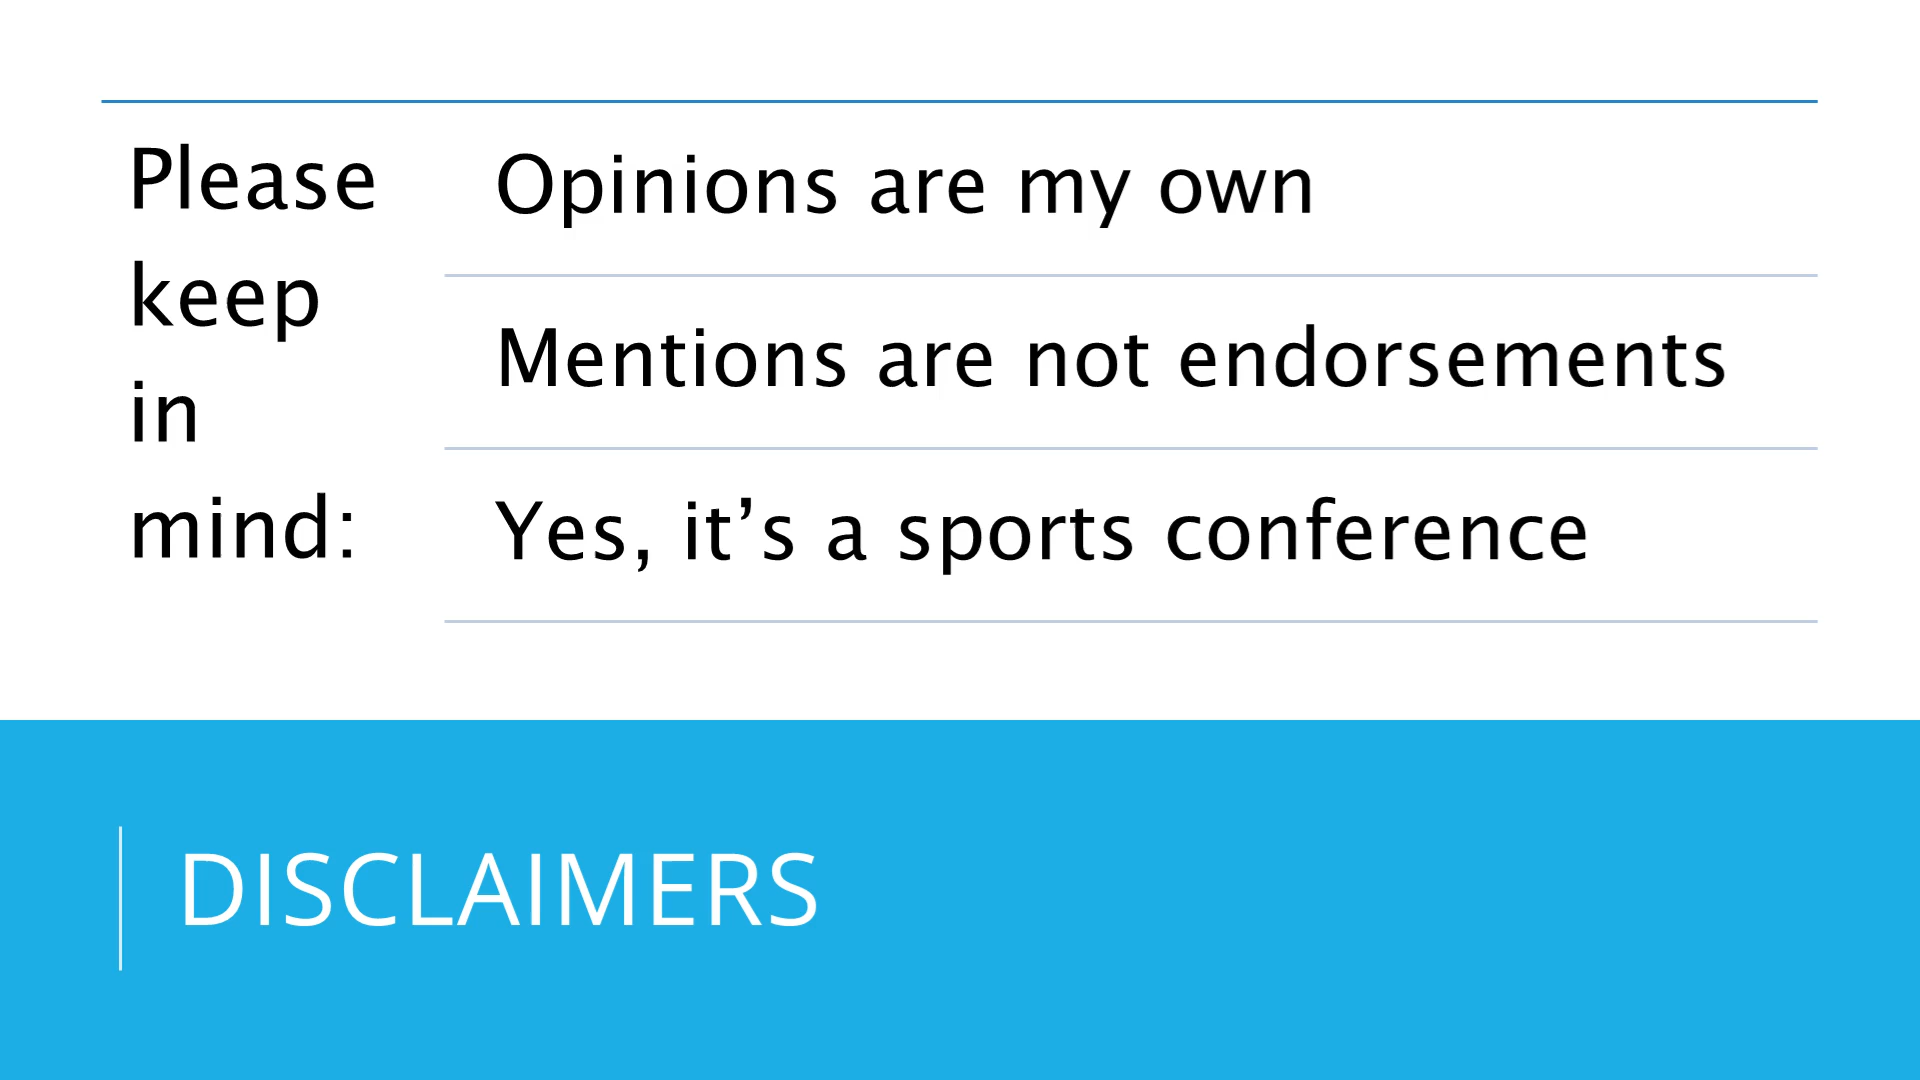 Please
keep
in
mind:
Opinions are my own
Mentions are not endorsements
Yes, it’s a sports conference
DISCLAIMERS